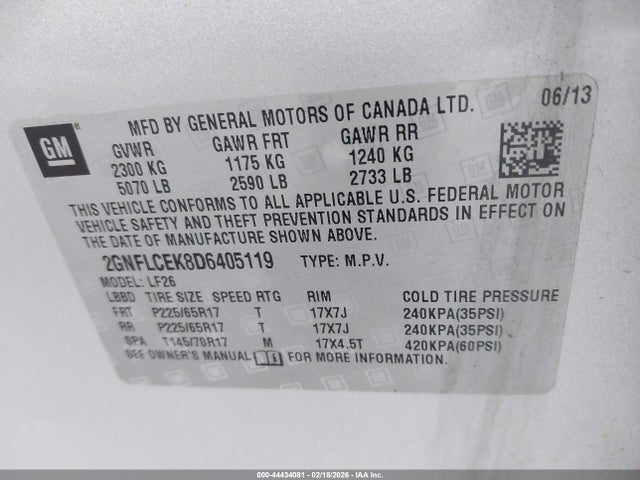 06/13
MFD BY GENERAL MOTORS OF CANADA LTD.
GM®
GVWR GAWR FRT GAWR RR
2300 KG 1175 KG 1240 KG
5070 LB 2590 LB 2733 LB
THIS VEHICLE CONFORMS TO ALL APPLICABLE U.S. FEDERAL MOTOR
VEHICLE SAFETY AND THEFT PREVENTION STANDARDS IN EFFECT ON
THE DATE OF MANUFACTURE SHOWN ABOVE.
2GNFLCEK8D6405119 TYPE: M.P.V.
MODEL: LF26
LBBD TIRE SIZE SPEED RTG RIM COLD TIRE PRESSURE
FRT P225/65R17 T 17X7J 240KPA(35PSI)
RR P225/65R17 T 17X7J 240KPA(35PSI)
SPA T145/70R17 M 17X4.5T 420KPA(60PSI)
SEE OWNER'S MANUAL FOR MORE INFORMATION.
000-44434081 - 02/18/2026 - IAA Inc.